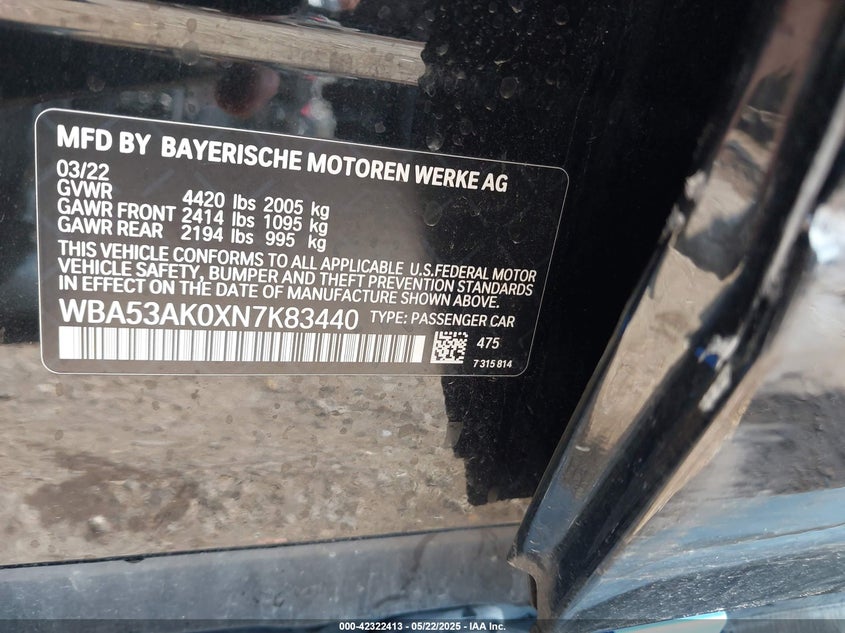 MFD BY BAYERISCHE MOTOREN WERKE AG
03/22
GVWR 4420 lbs 2005 kg
GAWR FRONT 2414 lbs 1095 kg
GAWR REAR 2194 lbs 995 kg
THIS VEHICLE CONFORMS TO ALL APPLICABLE U.S.FEDERAL MOTOR
VEHICLE SAFETY, BUMPER AND THEFT PREVENTION STANDARDS
IN EFFECT ON THE DATE OF MANUFACTURE SHOWN ABOVE.
WBA53AK0XN7K83440 TYPE: PASSENGER CAR
475
7 315 814
000-42322413 - 05/22/2025 - IAA Inc.